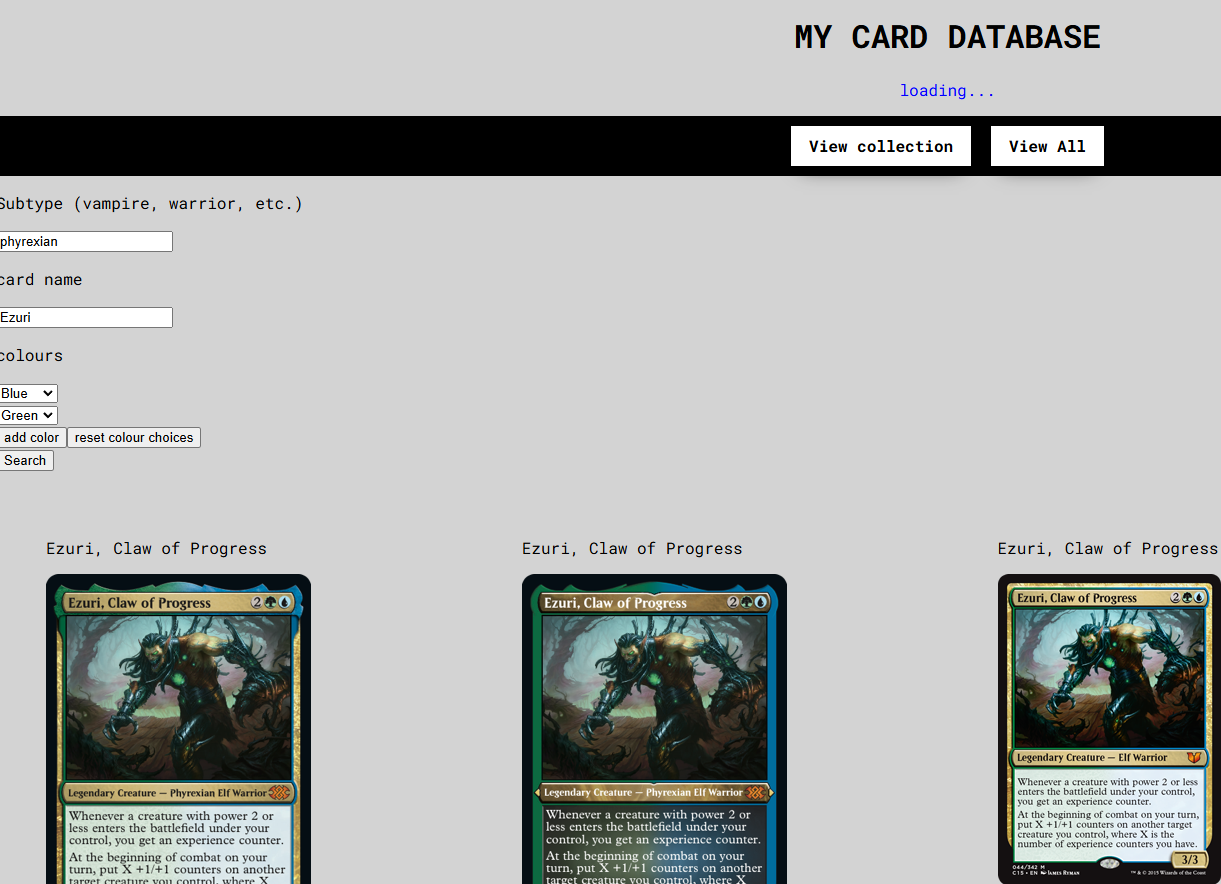 MY CARD DATABASE
loading...
View collection
View All
Subtype (vampire, warrior, etc.)
phyrexian
card name
Ezuri
colours
Blue
Green
add color
reset colour choices
Search
Ezuri, Claw of Progress
Ezuri, Claw of Progress
2
Legendary Creature — Phyrexian Elf Warrior
Whenever a creature with power 2 or
less enters the battlefield under your
control, you get an experience counter.
At the beginning of combat on your
turn, put X +1/+1 counters on another
target creature you control, where X
Ezuri, Claw of Progress
Ezuri, Claw of Progress
2
Legendary Creature — Phyrexian Elf Warrior
Whenever a creature with power 2 or
less enters the battlefield under your
control, you get an experience counter.
At the beginning of combat on your
turn, put X +1/+1 counters on another
target creature you control, where X
Ezuri, Claw of Progress
Ezuri, Claw of Progress
2
Legendary Creature — Elf Warrior
Whenever a creature with power 2 or less
enters the battlefield under your control,
you get an experience counter.
At the beginning of combat on your turn,
put X +1/+1 counters on another target
creature you control, where X is the
number of experience counters you have.
3/3
044/342 M
C15 • EN James Ryman
™ & © 2015 Wizards of the Coast